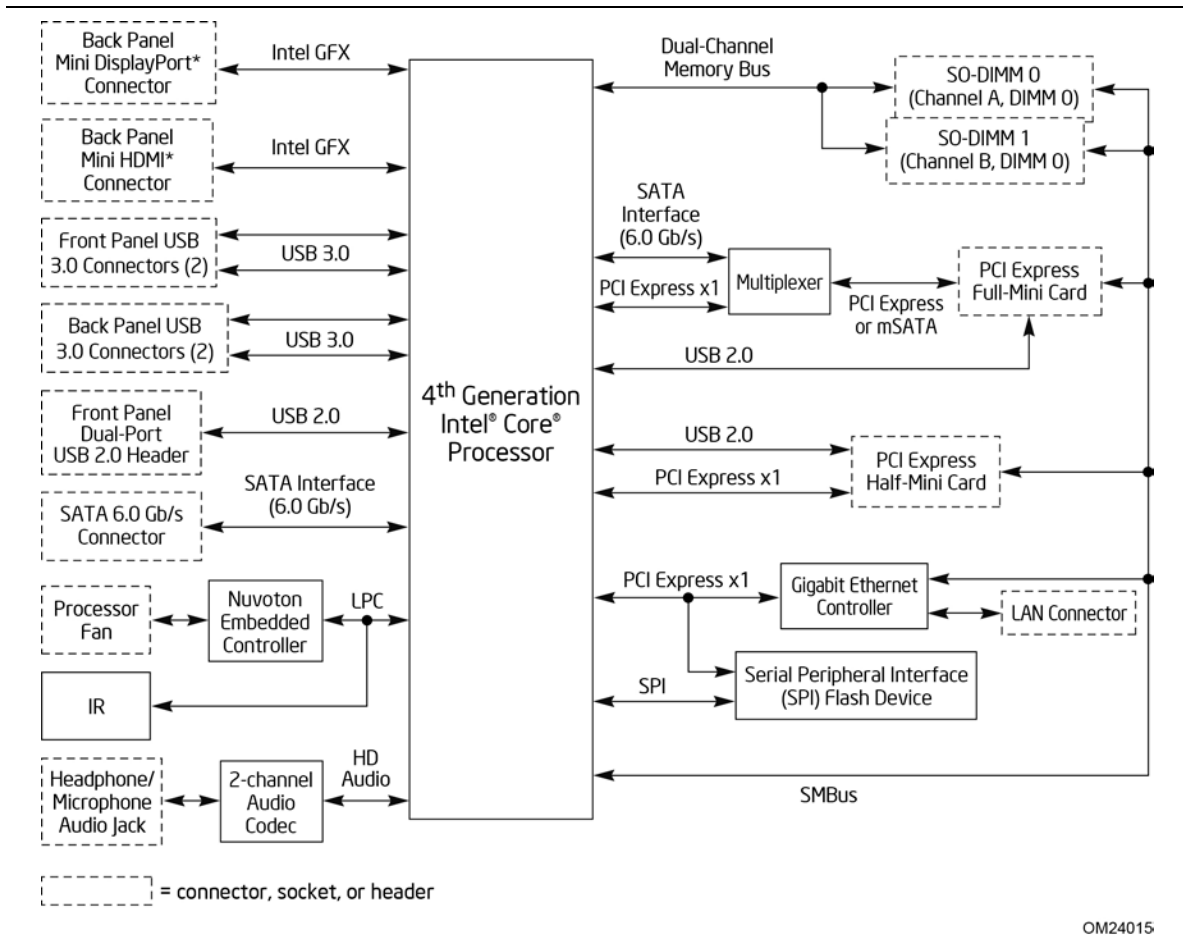 Back Panel
Mini DisplayPort*
Connector
Intel GFX
Back Panel
Mini HDMI*
Connector
Intel GFX
Front Panel USB
3.0 Connectors (2)
USB 3.0
Back Panel USB
3.0 Connectors (2)
USB 3.0
Front Panel
Dual-Port
USB 2.0 Header
USB 2.0
SATA 6.0 Gb/s
Connector
SATA Interface
(6.0 Gb/s)
Processor
Fan
Nuvoton
Embedded
Controller
LPC
IR
Headphone/
Microphone
Audio Jack
2-channel
Audio
Codec
HD
Audio
4th Generation
Intel® Core®
Processor
Dual-Channel
Memory Bus
SO-DIMM 0
(Channel A, DIMM 0)
SO-DIMM 1
(Channel B, DIMM 0)
SATA
Interface
(6.0 Gb/s)
PCI Express x1
Multiplexer
PCI Express
or mSATA
PCI Express
Full-Mini Card
USB 2.0
USB 2.0
PCI Express x1
PCI Express
Half-Mini Card
PCI Express x1
Gigabit Ethernet
Controller
LAN Connector
SPI
Serial Peripheral Interface
(SPI) Flash Device
SMBus
= connector, socket, or header
OM24015